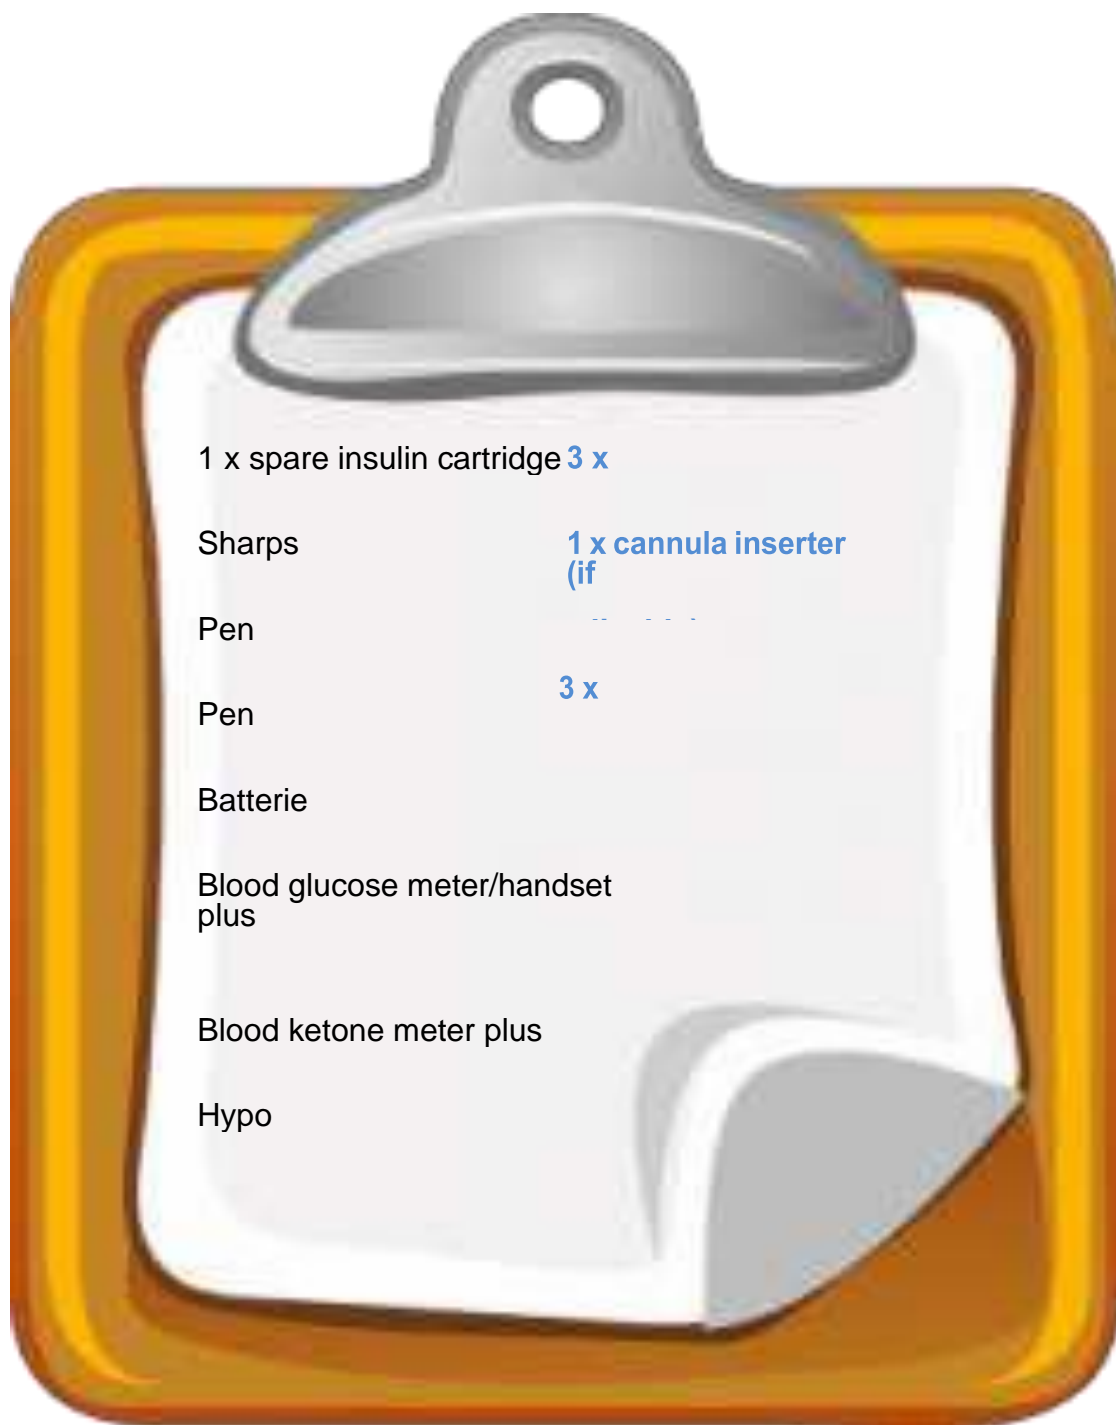 1 x spare insulin cartridge 3 x
Sharps 1 x cannula inserter
(if
Pen
3 x
Pen
Batterie
Blood glucose meter/handset
plus
Blood ketone meter plus
Hypo